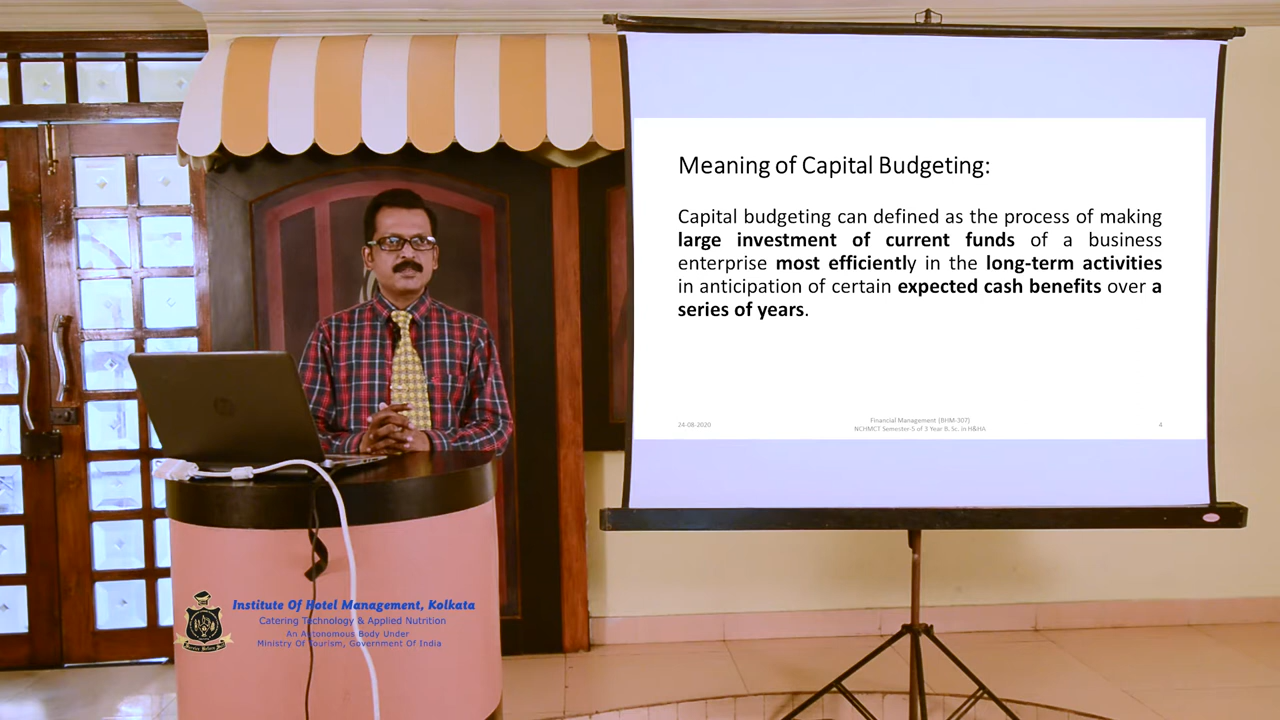 Meaning of Capital Budgeting:
Capital budgeting can defined as the process of making
large investment of current funds of a business
enterprise most efficiently in the long-term activities
in anticipation of certain expected cash benefits over a
series of years.
24-08-2020
Financial Management [BHM-307]
NCHMCT Semester-5 of 3 Year B. Sc. in H&HA
4
Institute Of Hotel Management, Kolkata
Catering Technology & Applied Nutrition
An Autonomous Body Under
Ministry Of Tourism, Government Of India